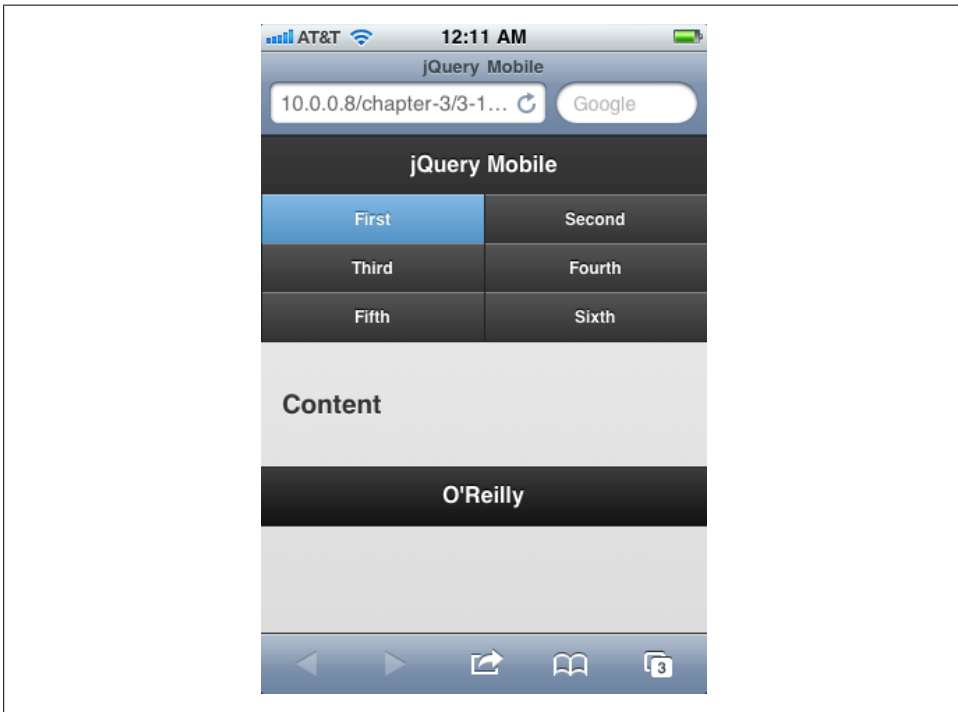 AT&T 12:11 AM
jQuery Mobile
10.0.0.8/chapter-3/3-1... Google
jQuery Mobile
First Second
Third Fourth
Fifth Sixth
Content
O'Reilly
3